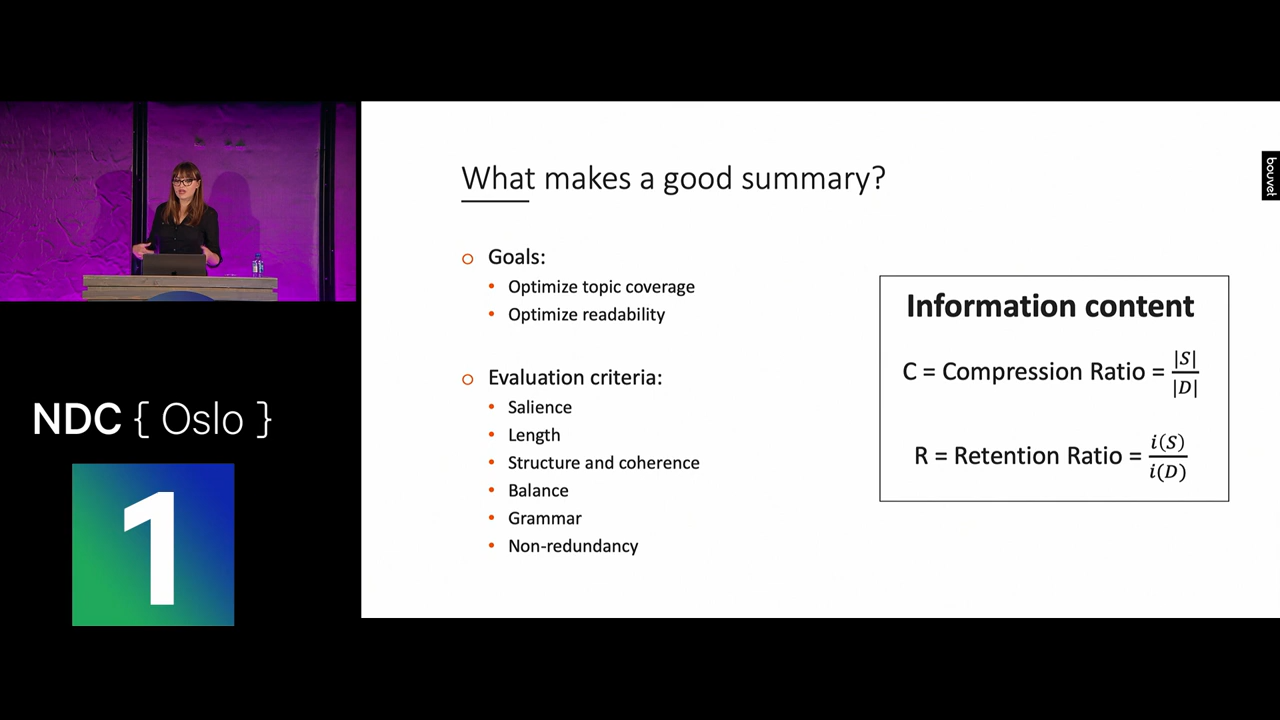 What makes a good summary?
bouvet
Goals:
Optimize topic coverage
Optimize readability
Evaluation criteria:
Salience
Length
Structure and coherence
Balance
Grammar
Non-redundancy
Information content
C = Compression Ratio = |S|/|D|
R = Retention Ratio = i(S)/i(D)
NDC { Oslo }
1